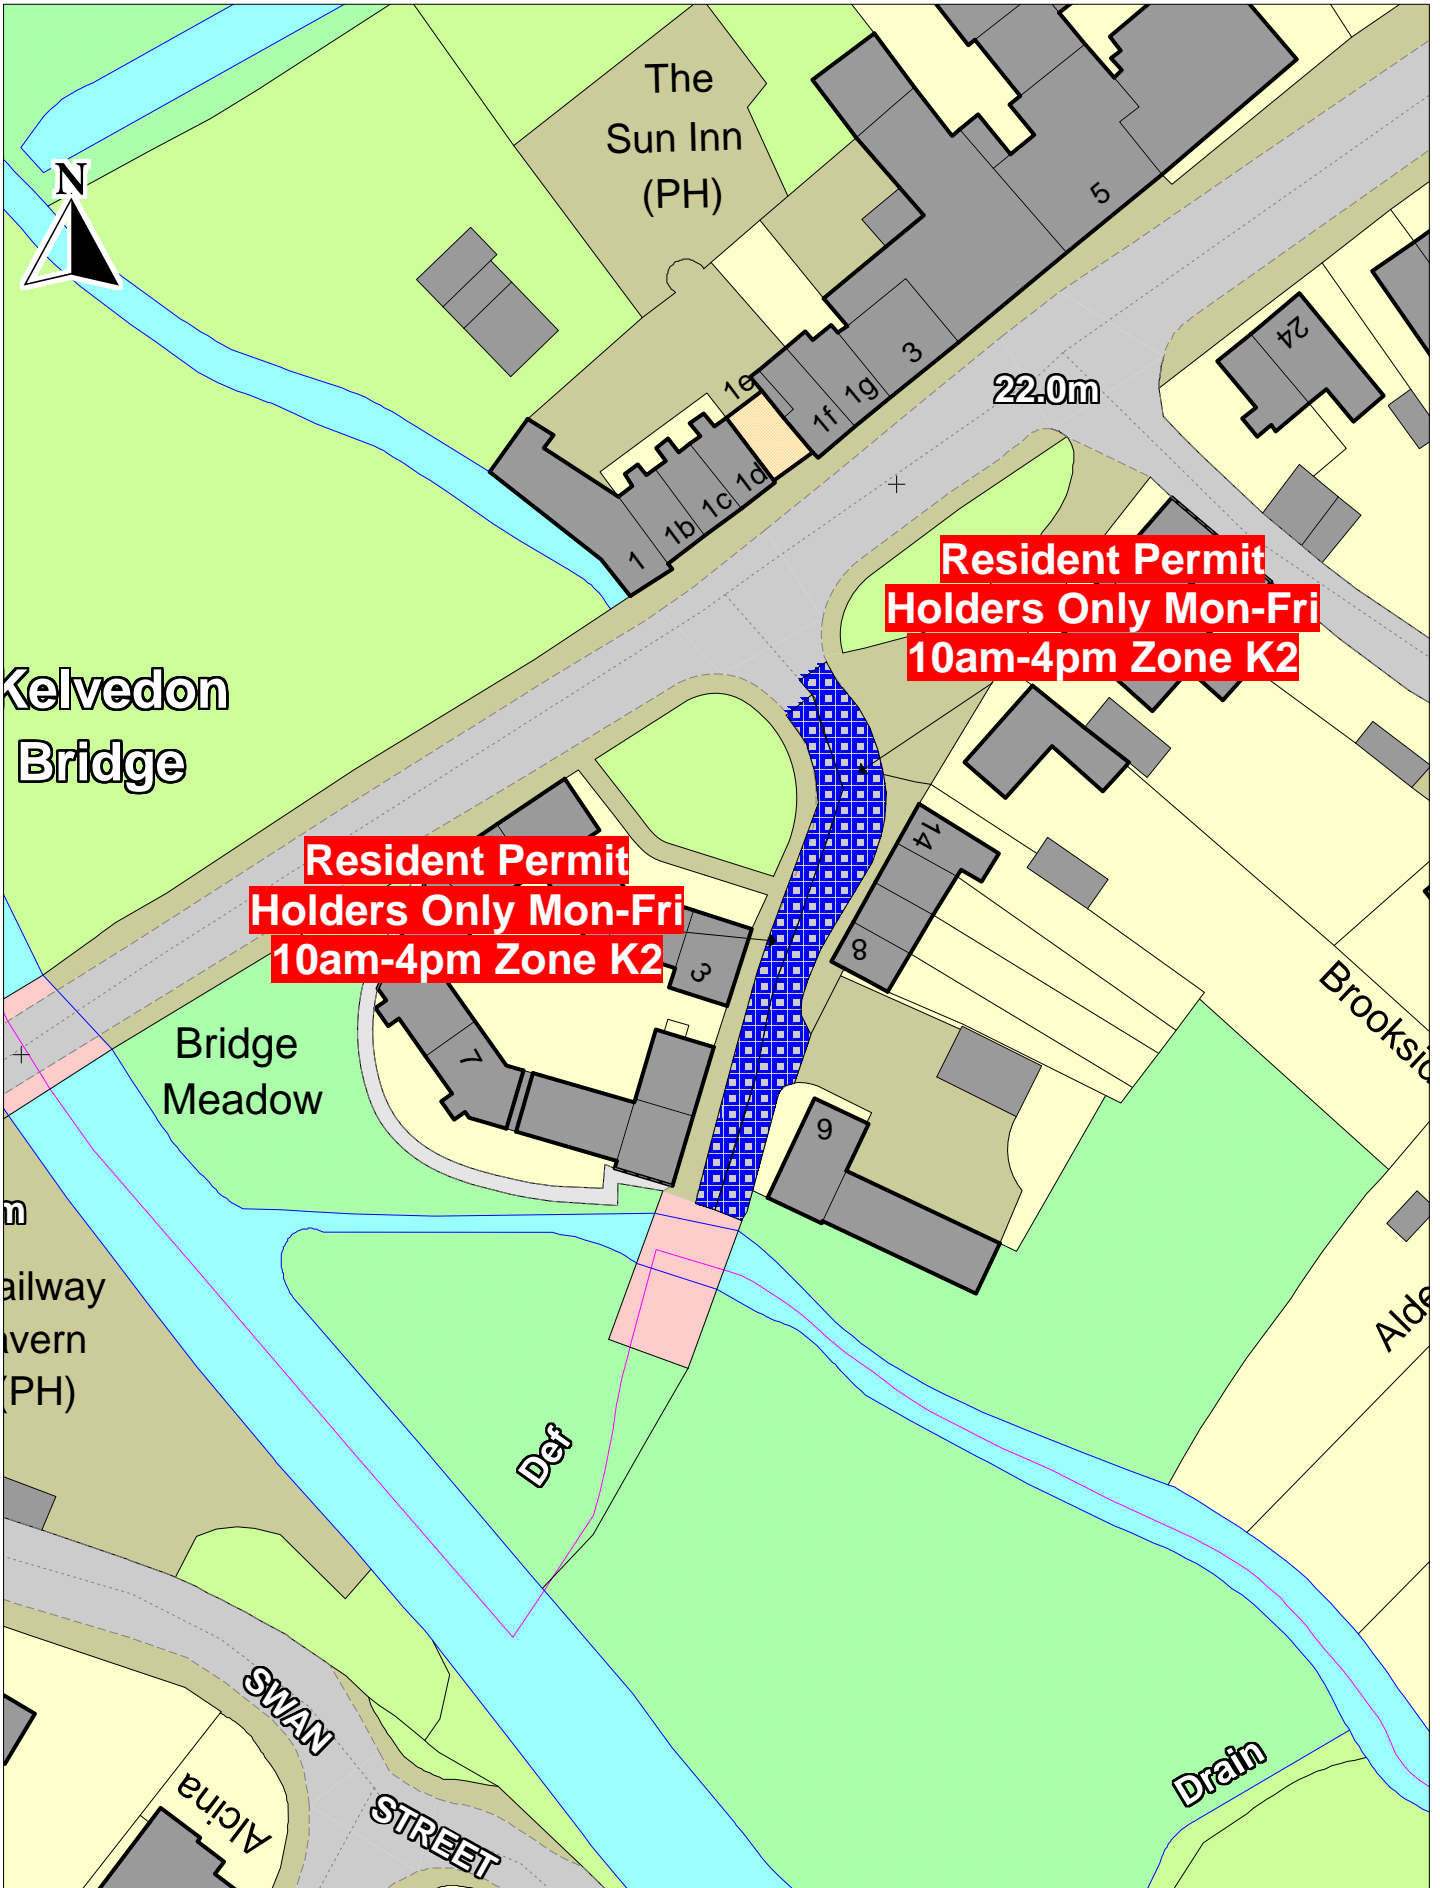 The
Sun Inn
(PH)
N
5
24
3
1e
1g
1f
22.0m
1d
1c
1b
1
Resident Permit
Holders Only Mon-Fri
10am-4pm Zone K2
Kelvedon
Bridge
Resident Permit
Holders Only Mon-Fri
10am-4pm Zone K2
14
8
3
7
Bridge
Meadow
9
Brooksid
m
ailway
avern
(PH)
Alde
Def
SWAN
STREET
Alcina
Drain